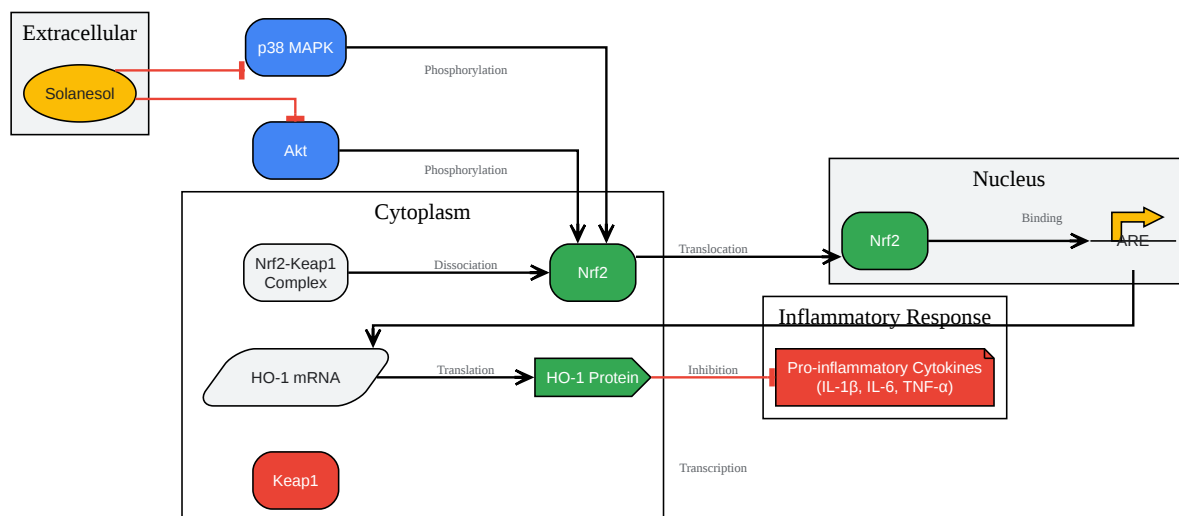 Extracellular
Solanesol
p38 MAPK
Phosphorylation
Akt
Phosphorylation
Cytoplasm
Nrf2-Keap1
Complex
Dissociation
Nrf2
Translocation
Nucleus
Nrf2
Binding
ARE
HO-1 mRNA
Translation
HO-1 Protein
Inhibition
Inflammatory Response
Pro-inflammatory Cytokines
(IL-1β, IL-6, TNF-α)
Keap1
Transcription